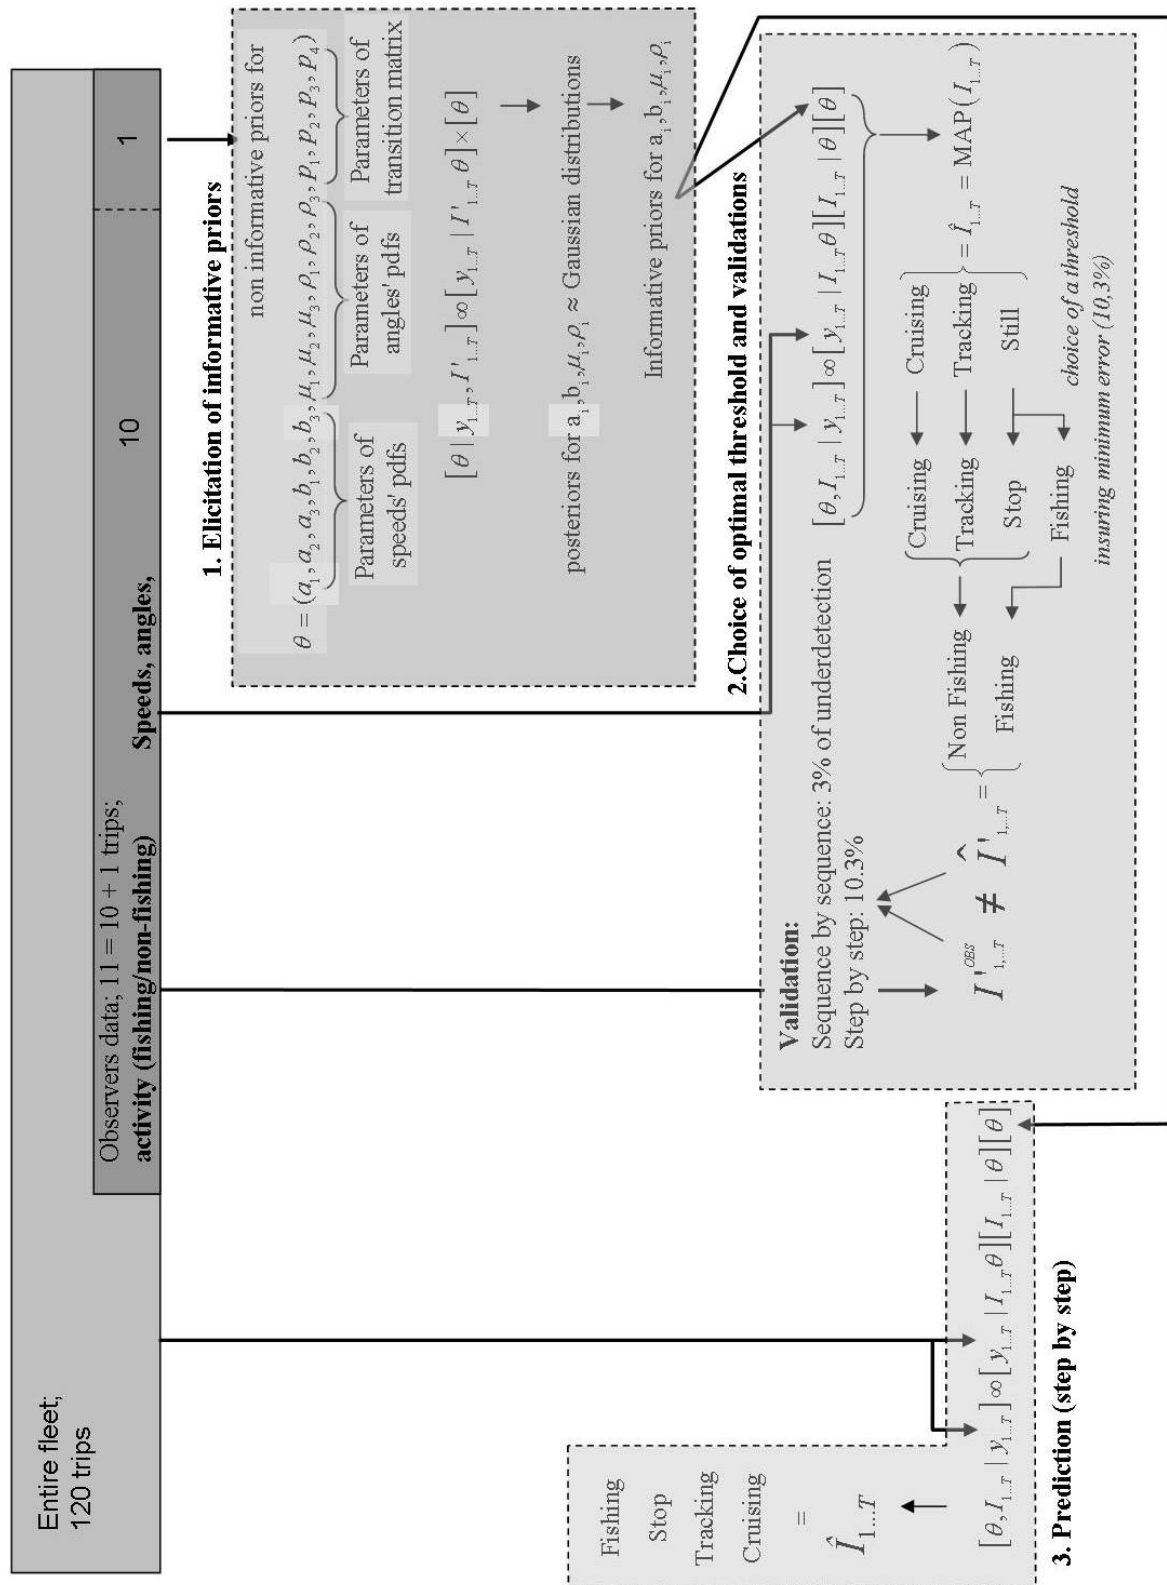 Entire fleet;
120 trips
Observers data; 11 = 10 + 1 trips;
activity (fishing/non-fishing)
Speeds, angles,
10
1
1. Elicitation of informative priors
non informative priors for
θ = (a₁, a₂, a₃, b₁, b₂, b₃, μ₁, μ₂, μ₃, ρ₁, ρ₂, ρ₃, p₁, p₂, p₃, p₄)
Parameters of
speeds' pdfs
Parameters of
angles' pdfs
Parameters of
transition matrix
[θ | y₁...T, I'₁...T] ∞ [y₁...T | I'₁...T θ] × [θ]
posteriors for aᵢ, bᵢ, μᵢ, ρᵢ ≈ Gaussian distributions
Informative priors for aᵢ, bᵢ, μᵢ, ρᵢ
2.Choice of optimal threshold and validations
Validation:
Sequence by sequence: 3% of underdetection
Step by step: 10.3%
[θ, I₁...T | y₁...T] ∞ [y₁...T | I₁...T θ][I₁...T | θ][θ]
I'₁,...T^OBS ≠ Î'₁,...T =
Non Fishing
Fishing
Cruising
Tracking
Stop
Fishing
Cruising
Tracking
Still
= Î₁...T = MAP(I₁...T)
choice of a threshold
insuring minimum error (10,3%)
Fishing
Stop
Tracking
Cruising
=
Î₁...T
[θ, I₁...T | y₁...T] ∞ [y₁...T | I₁...T θ][I₁...T | θ][θ]
3. Prediction (step by step)